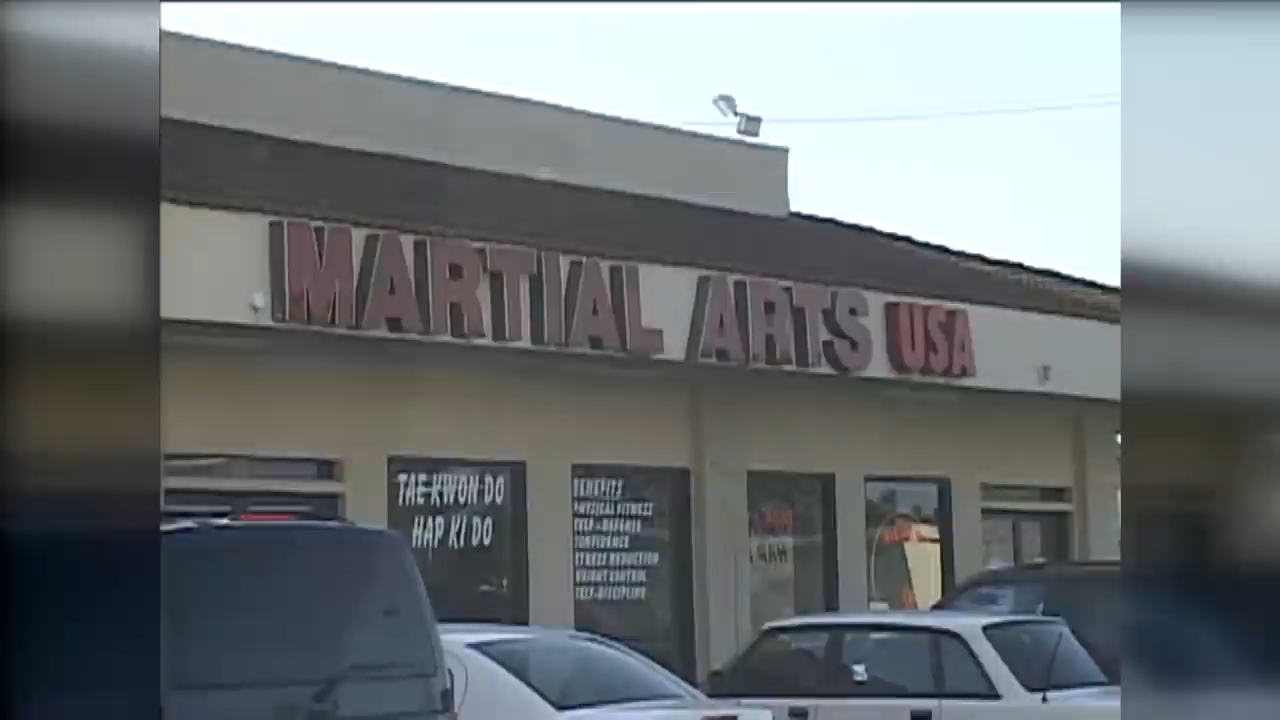 MARTIAL ARTS USA
TAE KWON DO
HAP KI DO
BENEFITS
PHYSICAL FITNESS
SELF-DEFENSE
CONFIDENCE
STRESS REDUCTION
WEIGHT CONTROL
SELF-DISCIPLINE